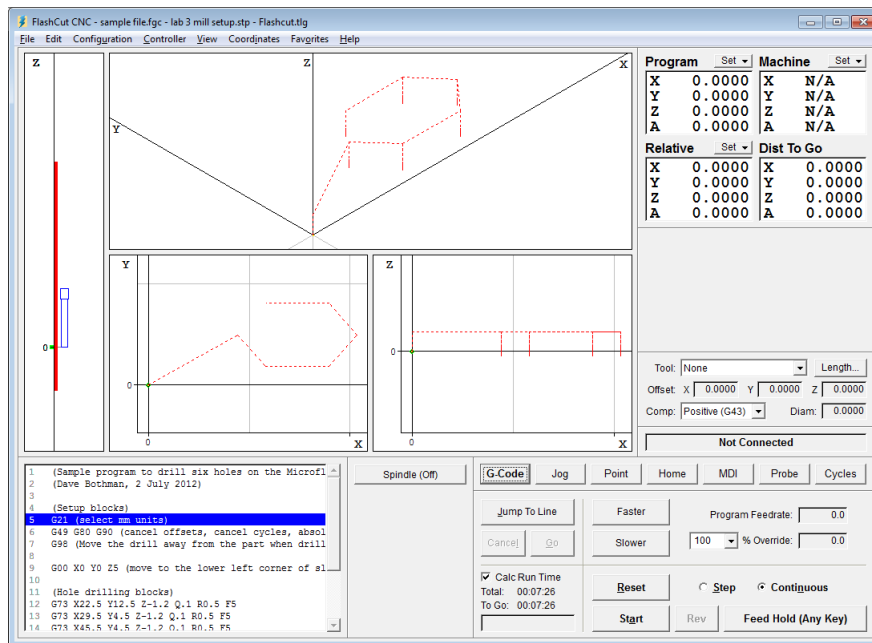 FlashCut CNC - sample file.fgc - lab 3 mill setup.stp - Flashcut.tlg
File Edit Configuration Controller View Coordinates Favorites Help
Z
0
Z
X
Y
Y
0
0
X
Z
0
0
X
Program Set Machine Set
X 0.0000 X N/A
Y 0.0000 Y N/A
Z 0.0000 Z N/A
A 0.0000 A N/A
Relative Set Dist To Go
X 0.0000 X 0.0000
Y 0.0000 Y 0.0000
Z 0.0000 Z 0.0000
A 0.0000 A 0.0000
Tool: None Length...
Offset: X 0.0000 Y 0.0000 Z 0.0000
Comp: Positive (G43) Diam: 0.0000
Not Connected
1 (Sample program to drill six holes on the Microfl
2 (Dave Bothman, 2 July 2012)
3
4 (Setup blocks)
5 G21 (select mm units)
6 G49 G80 G90 (cancel offsets, cancel cycles, absol
7 G98 (Move the drill away from the part when drill
8
9 G00 X0 Y0 Z5 (move to the lower left corner of sl
10
11 (Hole drilling blocks)
12 G73 X22.5 Y12.5 Z-1.2 Q.1 R0.5 F5
13 G73 X29.5 Y4.5 Z-1.2 Q.1 R0.5 F5
14 G73 X45.5 Y4.5 Z-1.2 Q.1 R0.5 F5
Spindle (Off)
G-Code Jog Point Home MDI Probe Cycles
Jump To Line
Cancel Go
Faster
Slower
Program Feedrate: 0.0
100 % Override: 0.0
Calc Run Time
Total: 00:07:26
To Go: 00:07:26
Reset Step Continuous
Start Rev Feed Hold (Any Key)